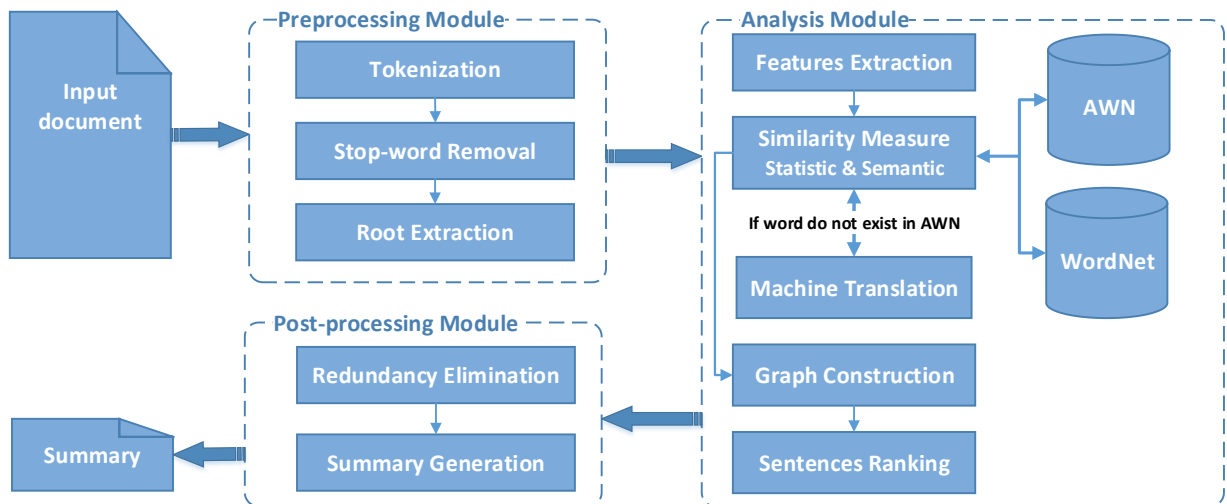 Input
document
Preprocessing Module
Tokenization
Stop-word Removal
Root Extraction
Analysis Module
Features Extraction
Similarity Measure
Statistic & Semantic
If word do not exist in AWN
Machine Translation
Graph Construction
Sentences Ranking
AWN
WordNet
Post-processing Module
Redundancy Elimination
Summary Generation
Summary